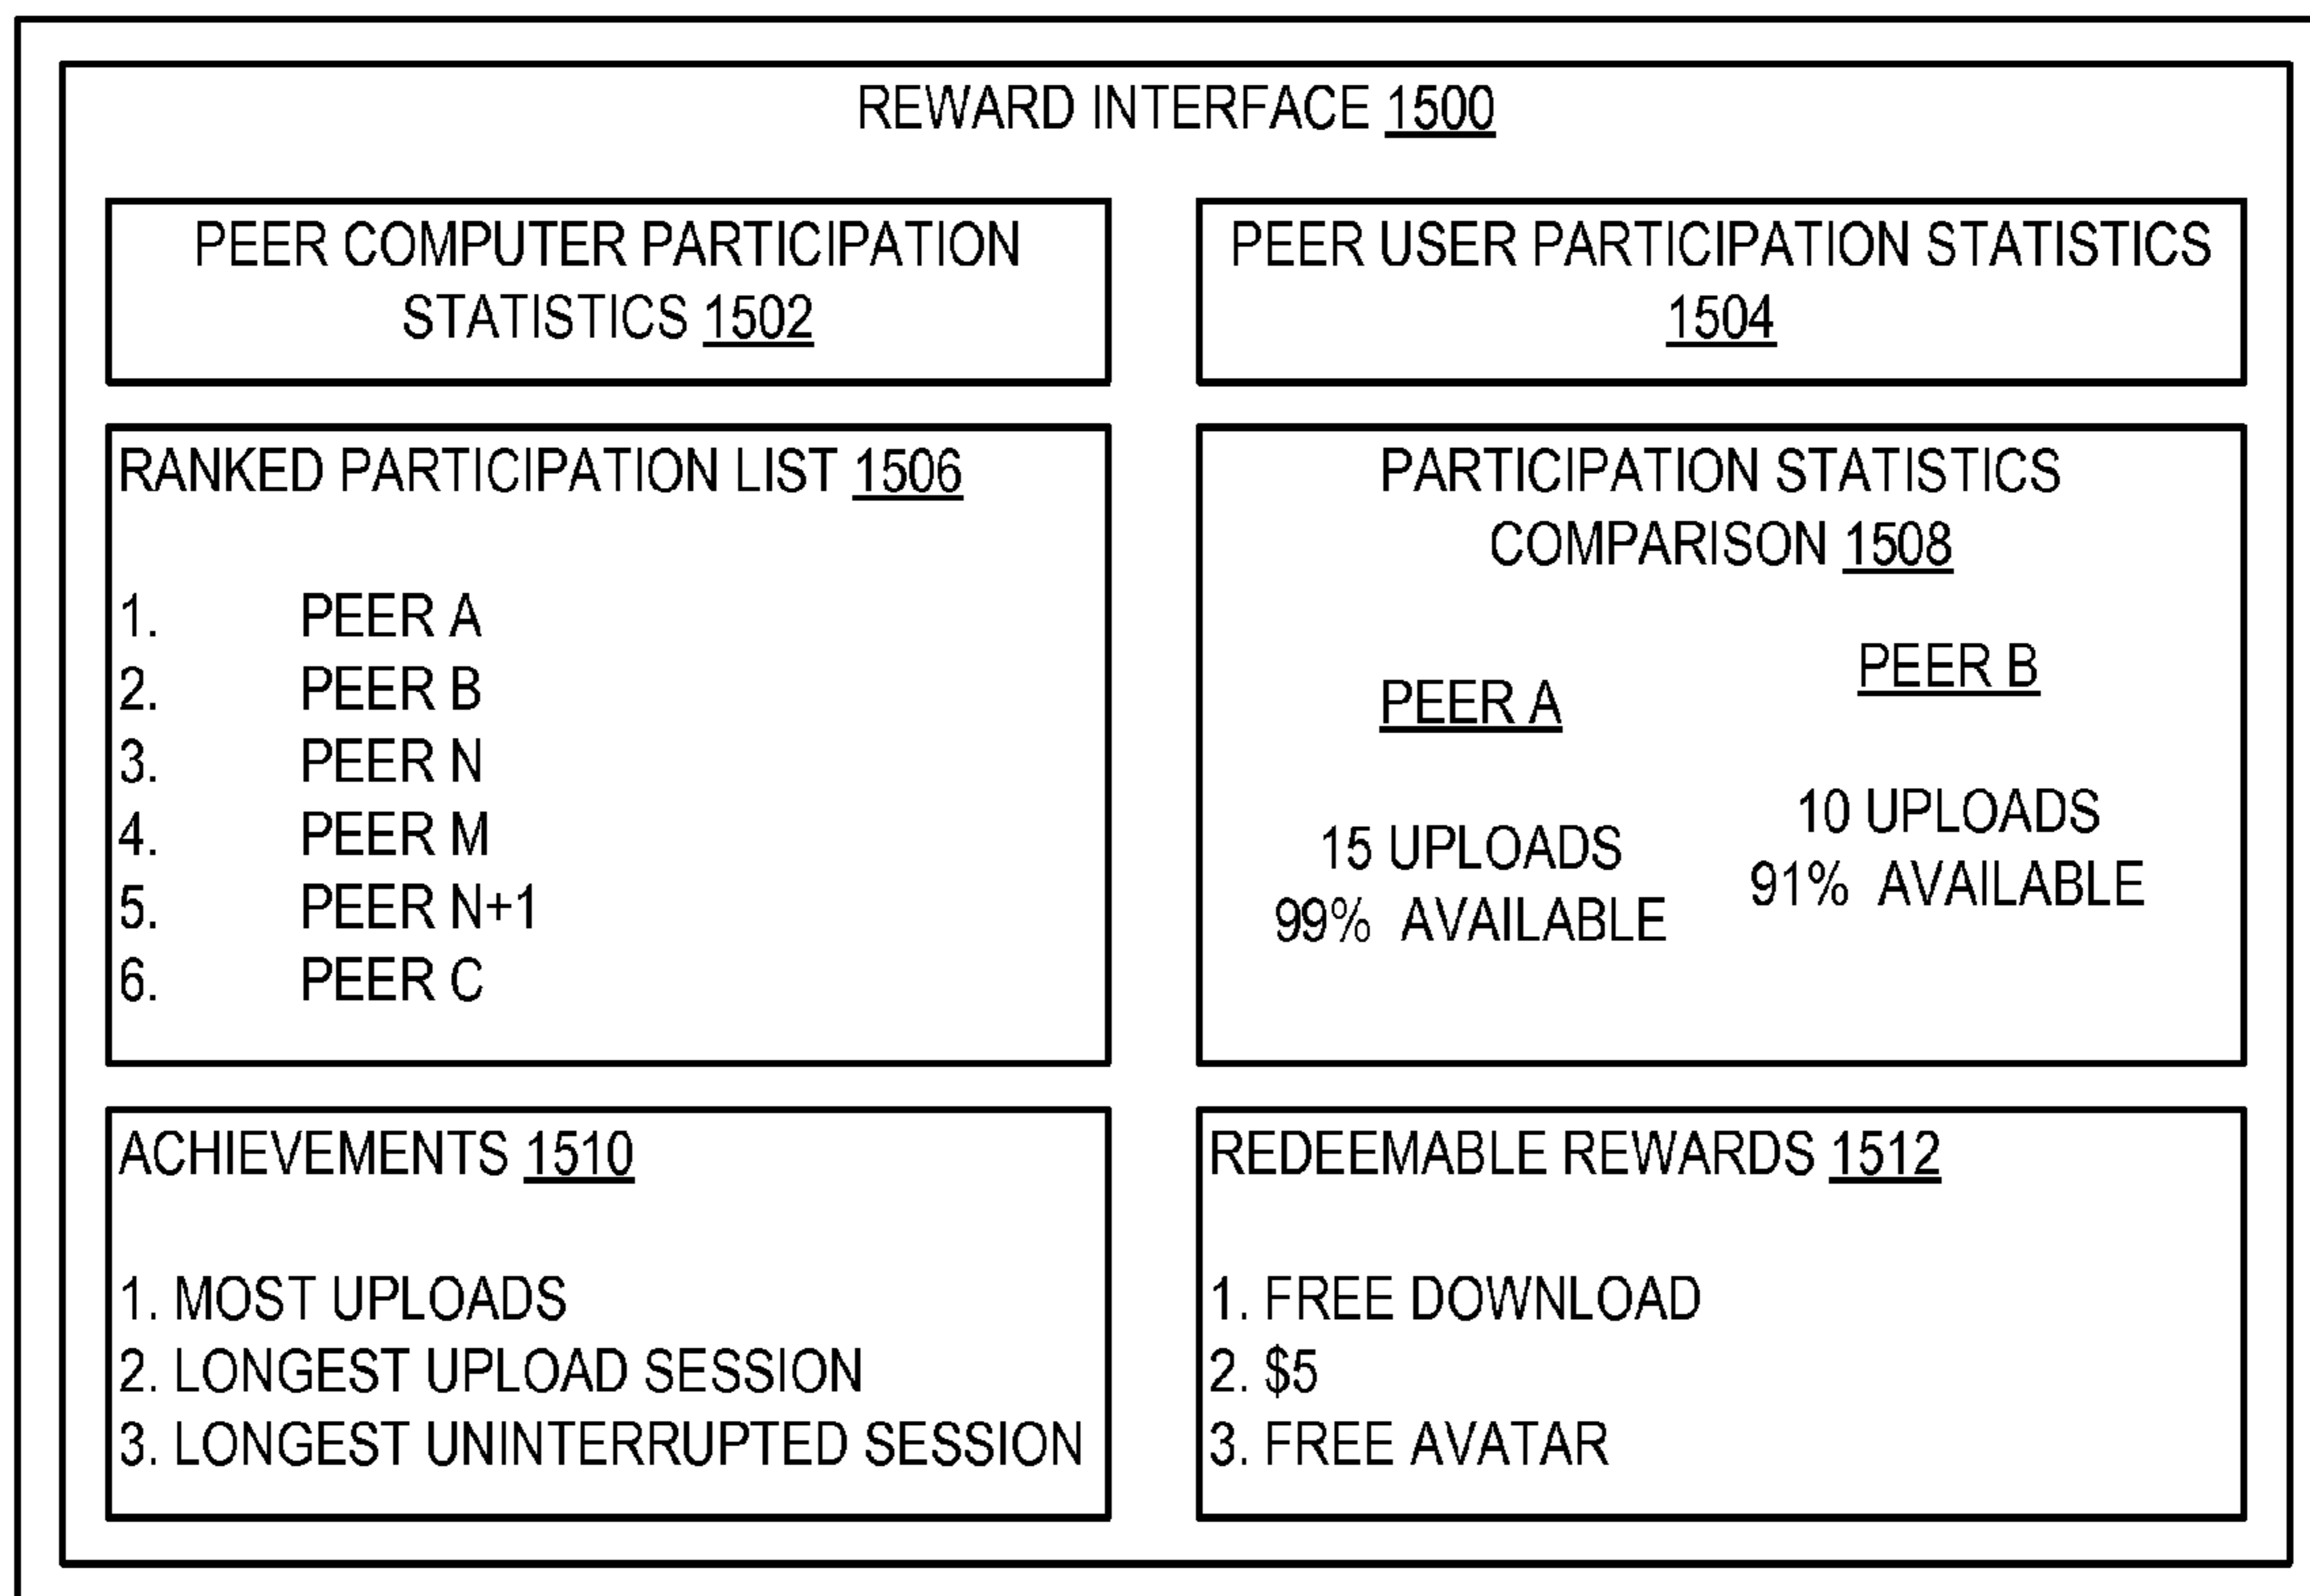 REWARD INTERFACE 1500
PEER COMPUTER PARTICIPATION
STATISTICS 1502
PEER USER PARTICIPATION STATISTICS
1504
RANKED PARTICIPATION LIST 1506
1. PEER A
2. PEER B
3. PEER N
4. PEER M
5. PEER N+1
6. PEER C
PARTICIPATION STATISTICS
COMPARISON 1508
PEER A
15 UPLOADS
99% AVAILABLE
PEER B
10 UPLOADS
91% AVAILABLE
ACHIEVEMENTS 1510
1. MOST UPLOADS
2. LONGEST UPLOAD SESSION
3. LONGEST UNINTERRUPTED SESSION
REDEEMABLE REWARDS 1512
1. FREE DOWNLOAD
2. $5
3. FREE AVATAR